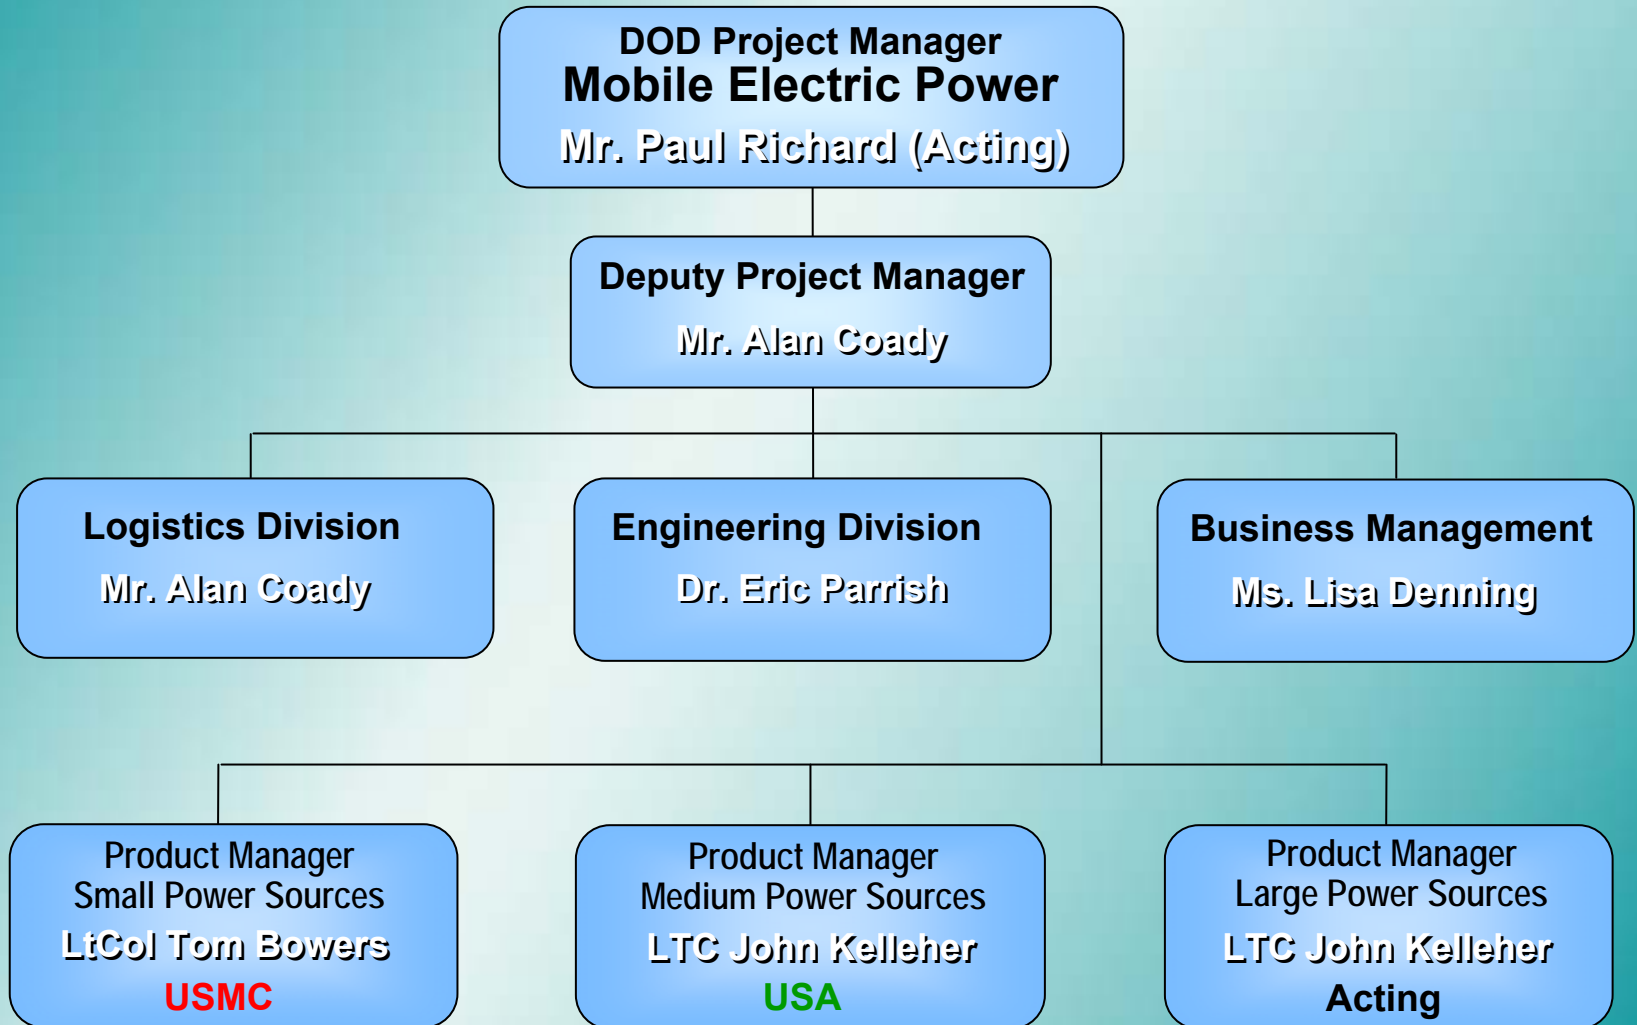 DOD Project Manager
Mobile Electric Power
Mr. Paul Richard (Acting)
Deputy Project Manager
Mr. Alan Coady
Logistics Division
Mr. Alan Coady
Engineering Division
Dr. Eric Parrish
Business Management
Ms. Lisa Denning
Product Manager
Small Power Sources
LtCol Tom Bowers
USMC
Product Manager
Medium Power Sources
LTC John Kelleher
USA
Product Manager
Large Power Sources
LTC John Kelleher
Acting